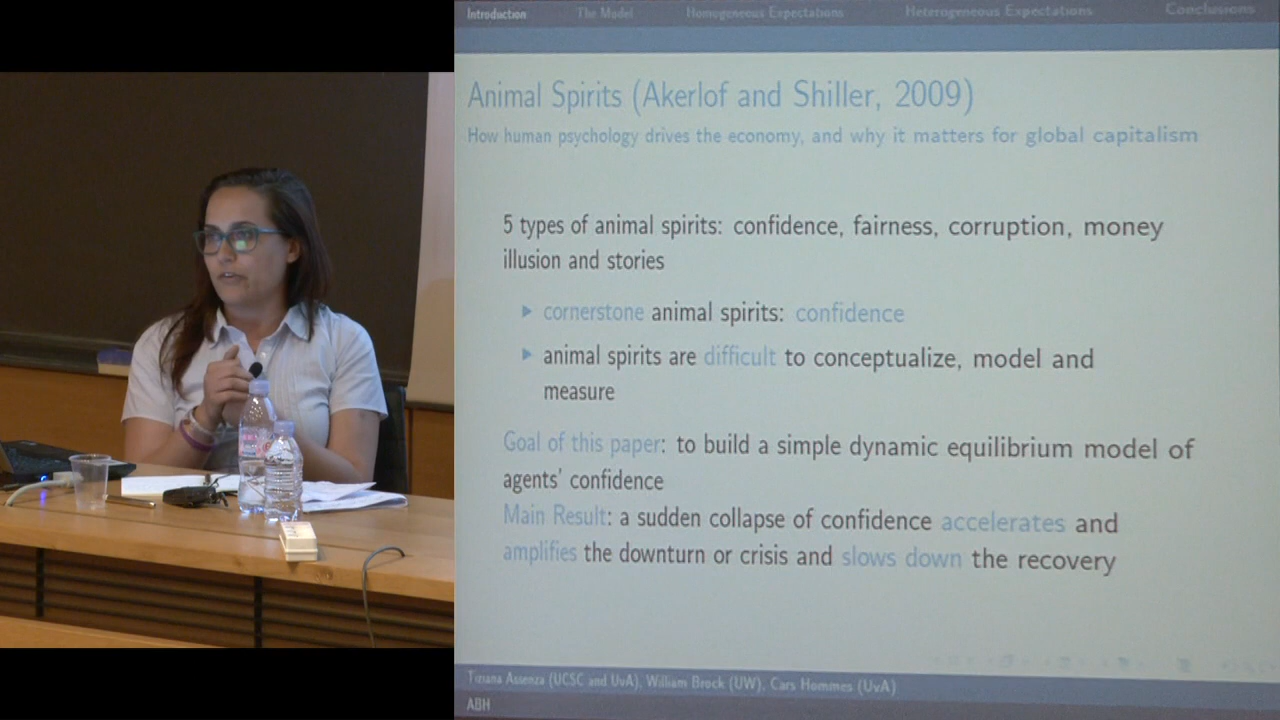 Introduction The Model Homogeneous Expectations Heterogeneous Expectations Conclusions
Animal Spirits (Akerlof and Shiller, 2009)
How human psychology drives the economy, and why it matters for global capitalism
5 types of animal spirits: confidence, fairness, corruption, money
illusion and stories
cornerstone animal spirits: confidence
animal spirits are difficult to conceptualize, model and
measure
Goal of this paper: to build a simple dynamic equilibrium model of
agents' confidence
Main Result: a sudden collapse of confidence accelerates and
amplifies the downturn or crisis and slows down the recovery
Tiziana Assenza (UCSC and UvA), William Brock (UW), Cars Hommes (UvA)
ABH